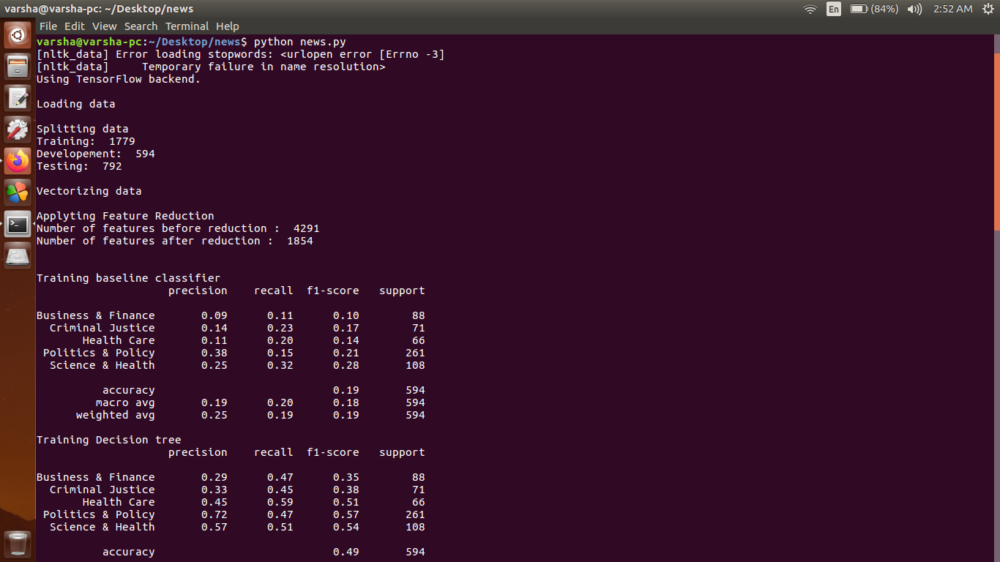 varsha@varsha-pc: ~/Desktop/news En (84%) 2:52 AM
File Edit View Search Terminal Help
varsha@varsha-pc:~/Desktop/news$ python news.py
[nltk_data] Error loading stopwords: <urlopen error [Errno -3]
[nltk_data]     Temporary failure in name resolution>
Using TensorFlow backend.
Loading data
Splitting data
Training:  1779
Developement:  594
Testing:  792
Vectorizing data
Applyting Feature Reduction
Number of features before reduction :  4291
Number of features after reduction :  1854
Training baseline classifier
precision    recall  f1-score   support
Business & Finance       0.09      0.11      0.10        88
Criminal Justice       0.14      0.23      0.17        71
Health Care       0.11      0.20      0.14        66
Politics & Policy       0.38      0.15      0.21       261
Science & Health       0.25      0.32      0.28       108
accuracy                           0.19       594
macro avg       0.19      0.20      0.18       594
weighted avg       0.25      0.19      0.19       594
Training Decision tree
precision    recall  f1-score   support
Business & Finance       0.29      0.47      0.35        88
Criminal Justice       0.33      0.45      0.38        71
Health Care       0.45      0.59      0.51        66
Politics & Policy       0.72      0.47      0.57       261
Science & Health       0.57      0.51      0.54       108
accuracy                           0.49       594